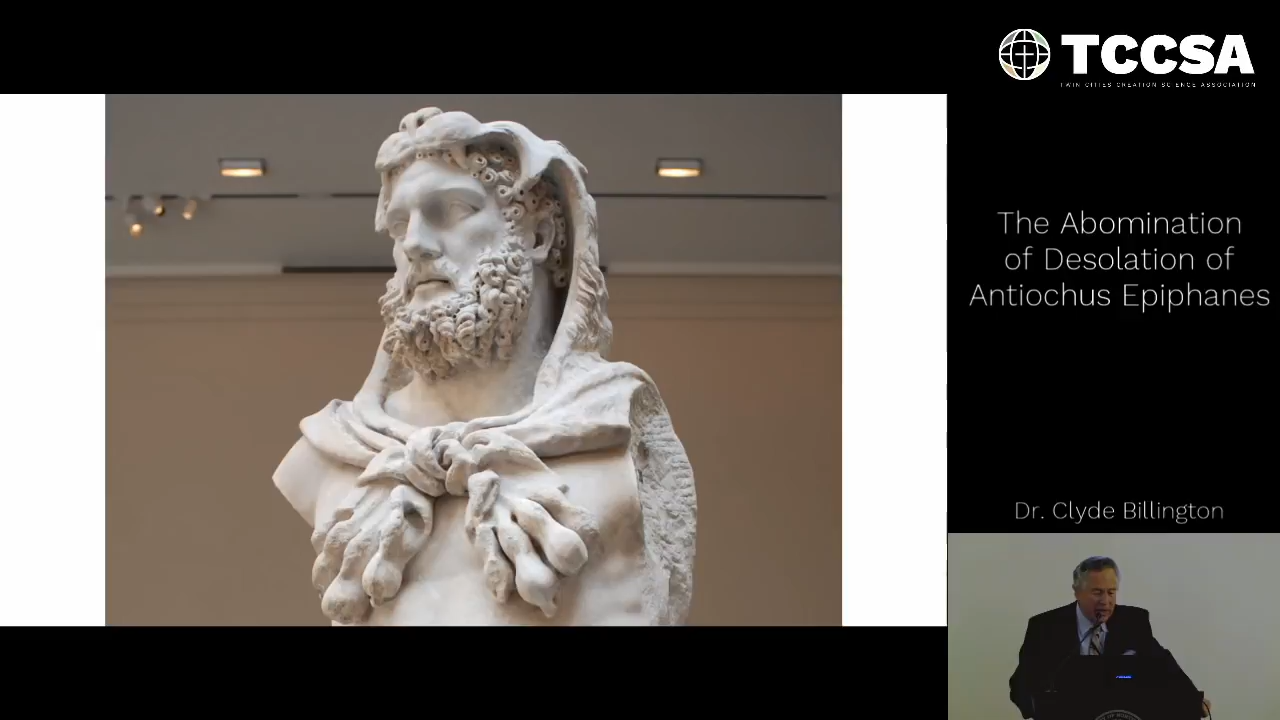 TCCSA
TWIN CITIES CREATION SCIENCE ASSOCIATION
The Abomination
of Desolation of
Antiochus Epiphanes
Dr. Clyde Billington